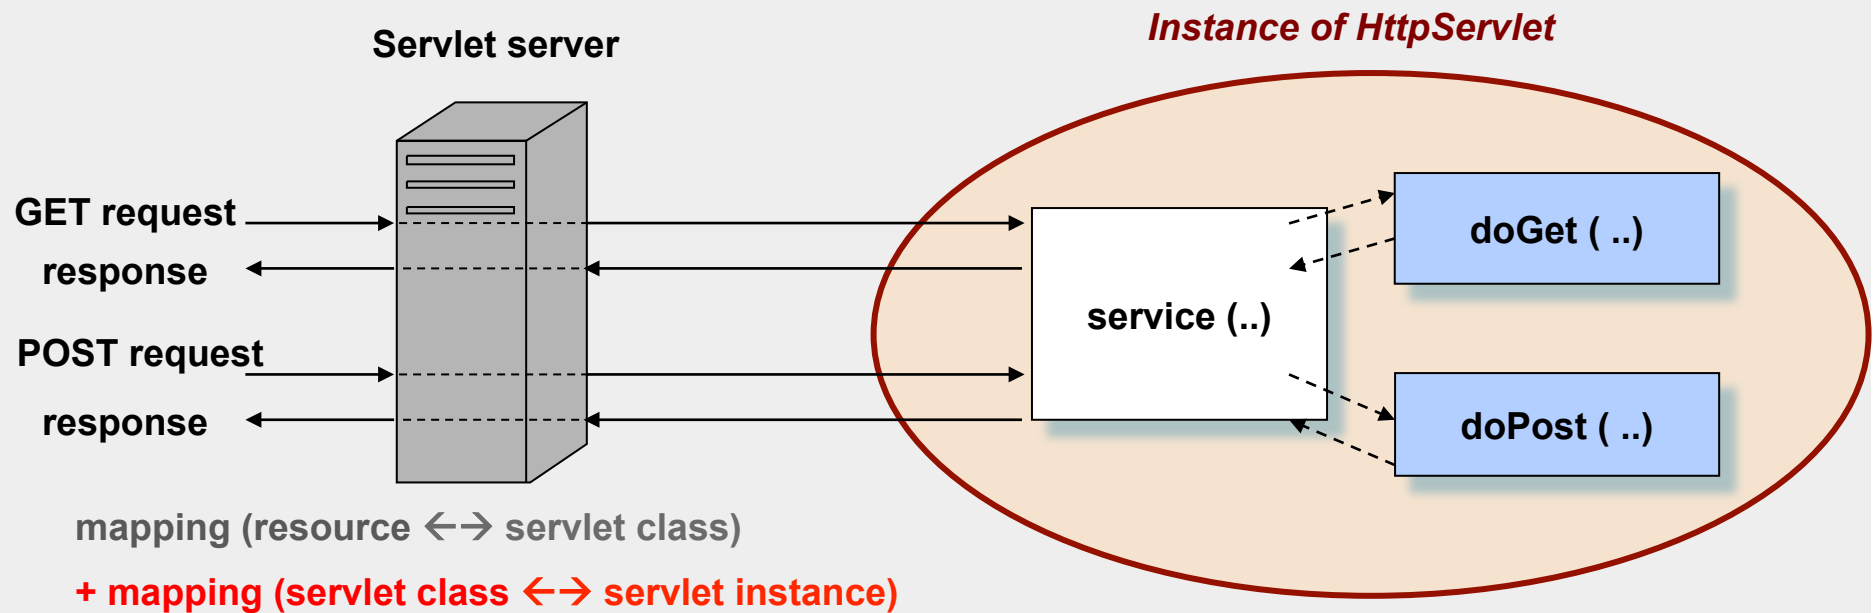 Instance of HttpServlet
Servlet server
GET request
response
POST request
response
service (..)
doGet ( ..)
doPost ( ..)
mapping (resource ←→ servlet class)
+ mapping (servlet class ←→ servlet instance)